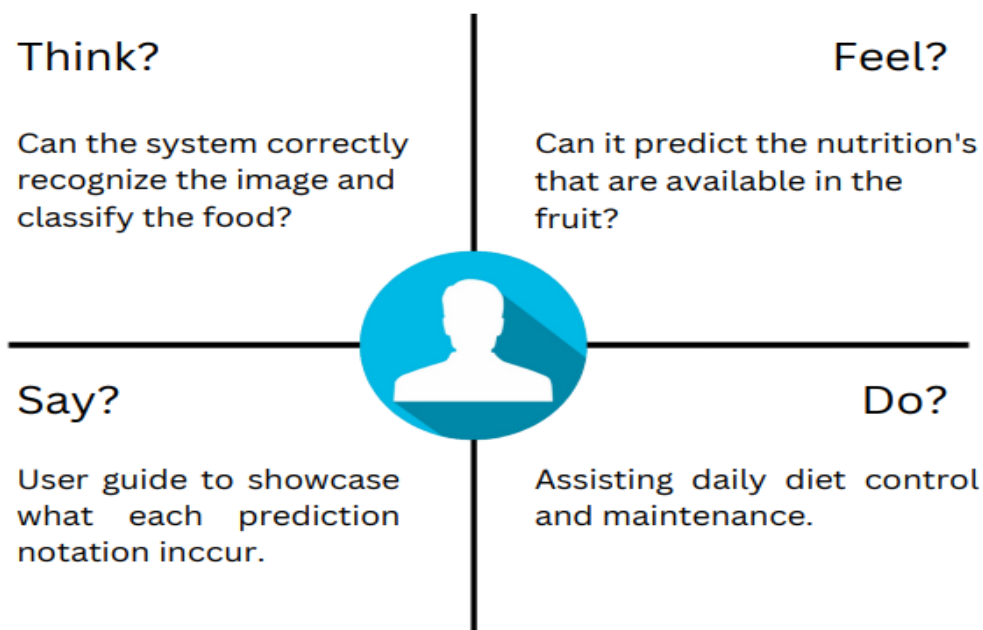 Think?
Can the system correctly
recognize the image and
classify the food?
Feel?
Can it predict the nutrition's
that are available in the
fruit?
Say?
User guide to showcase
what each prediction
notation inccur.
Do?
Assisting daily diet control
and maintenance.